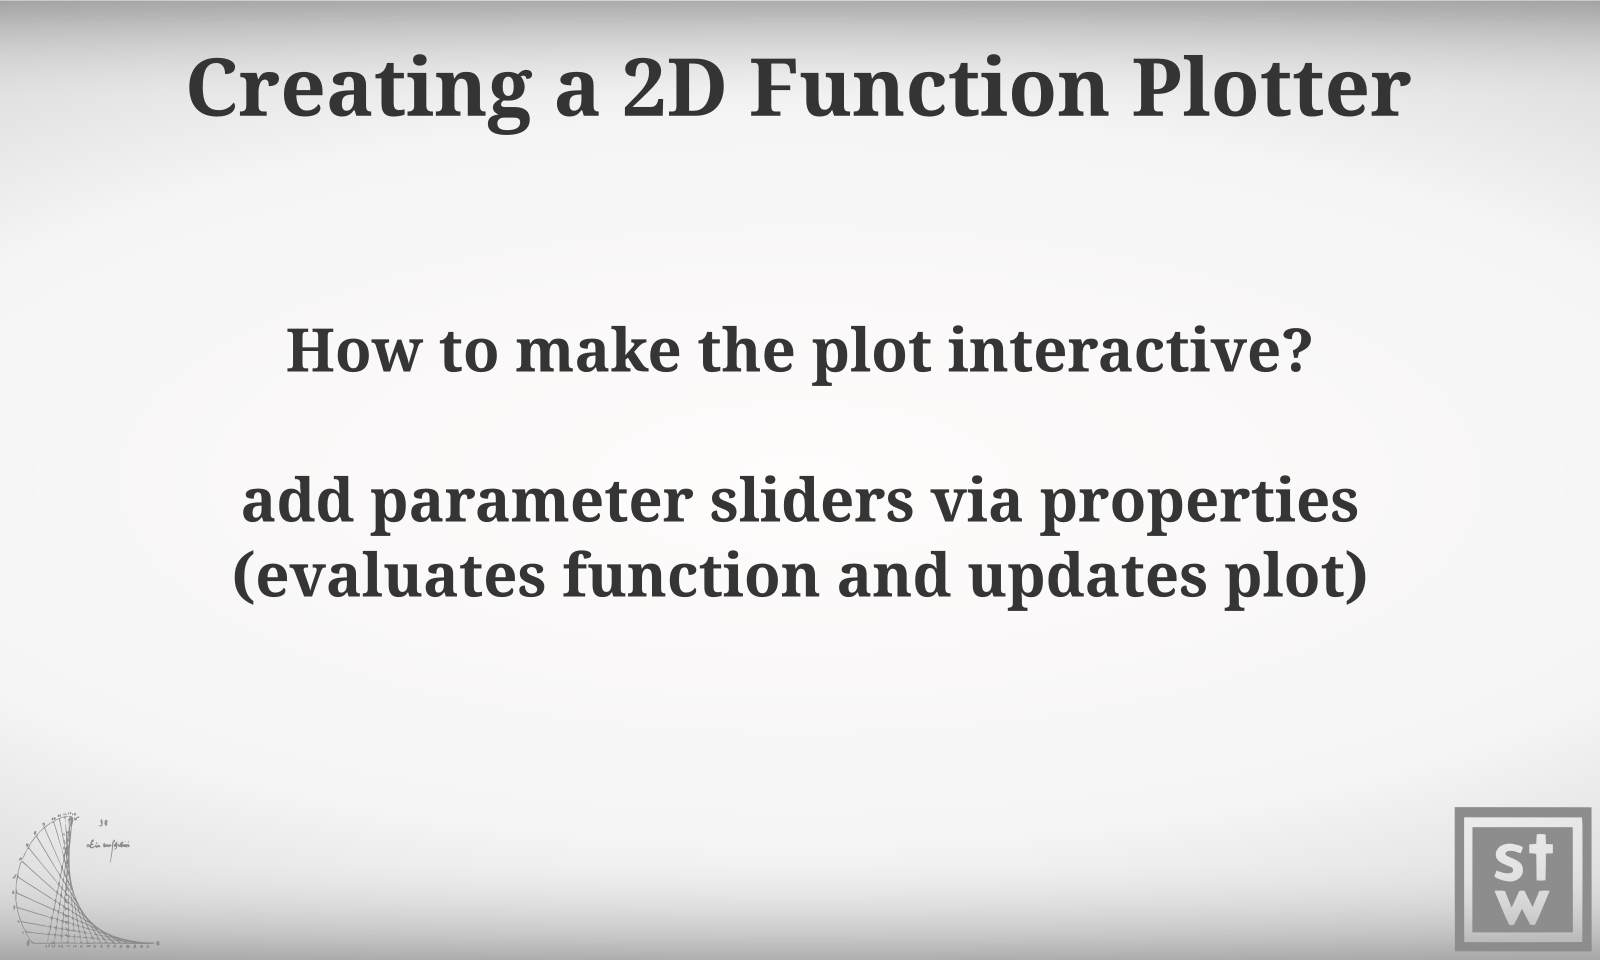 Creating a 2D Function Plotter
How to make the plot interactive?
add parameter sliders via properties
(evaluates function and updates plot)
st
w